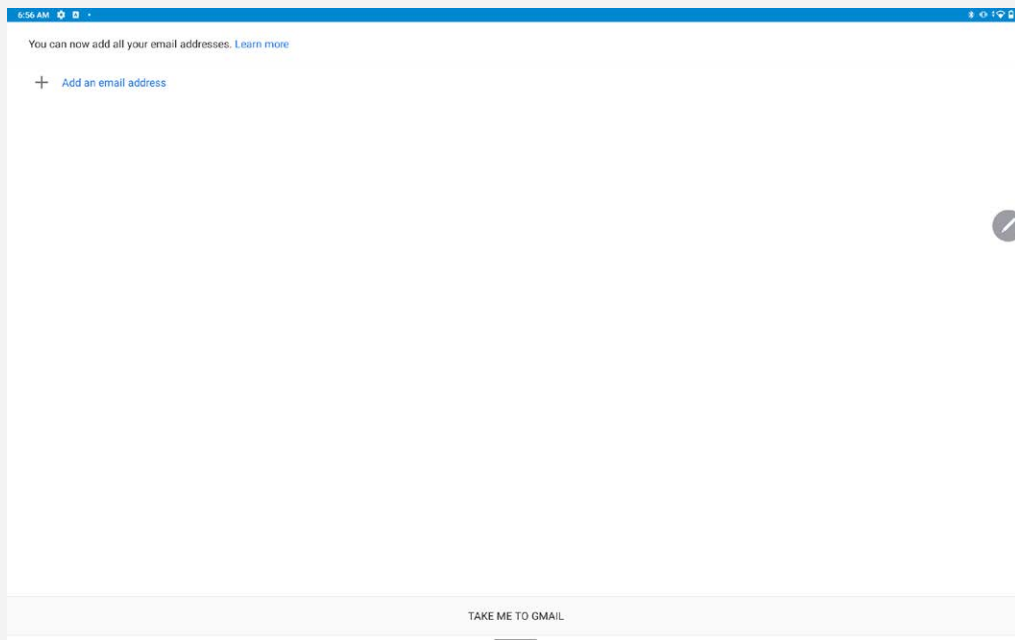 6:56 AM
You can now add all your email addresses. Learn more
Add an email address
TAKE ME TO GMAIL